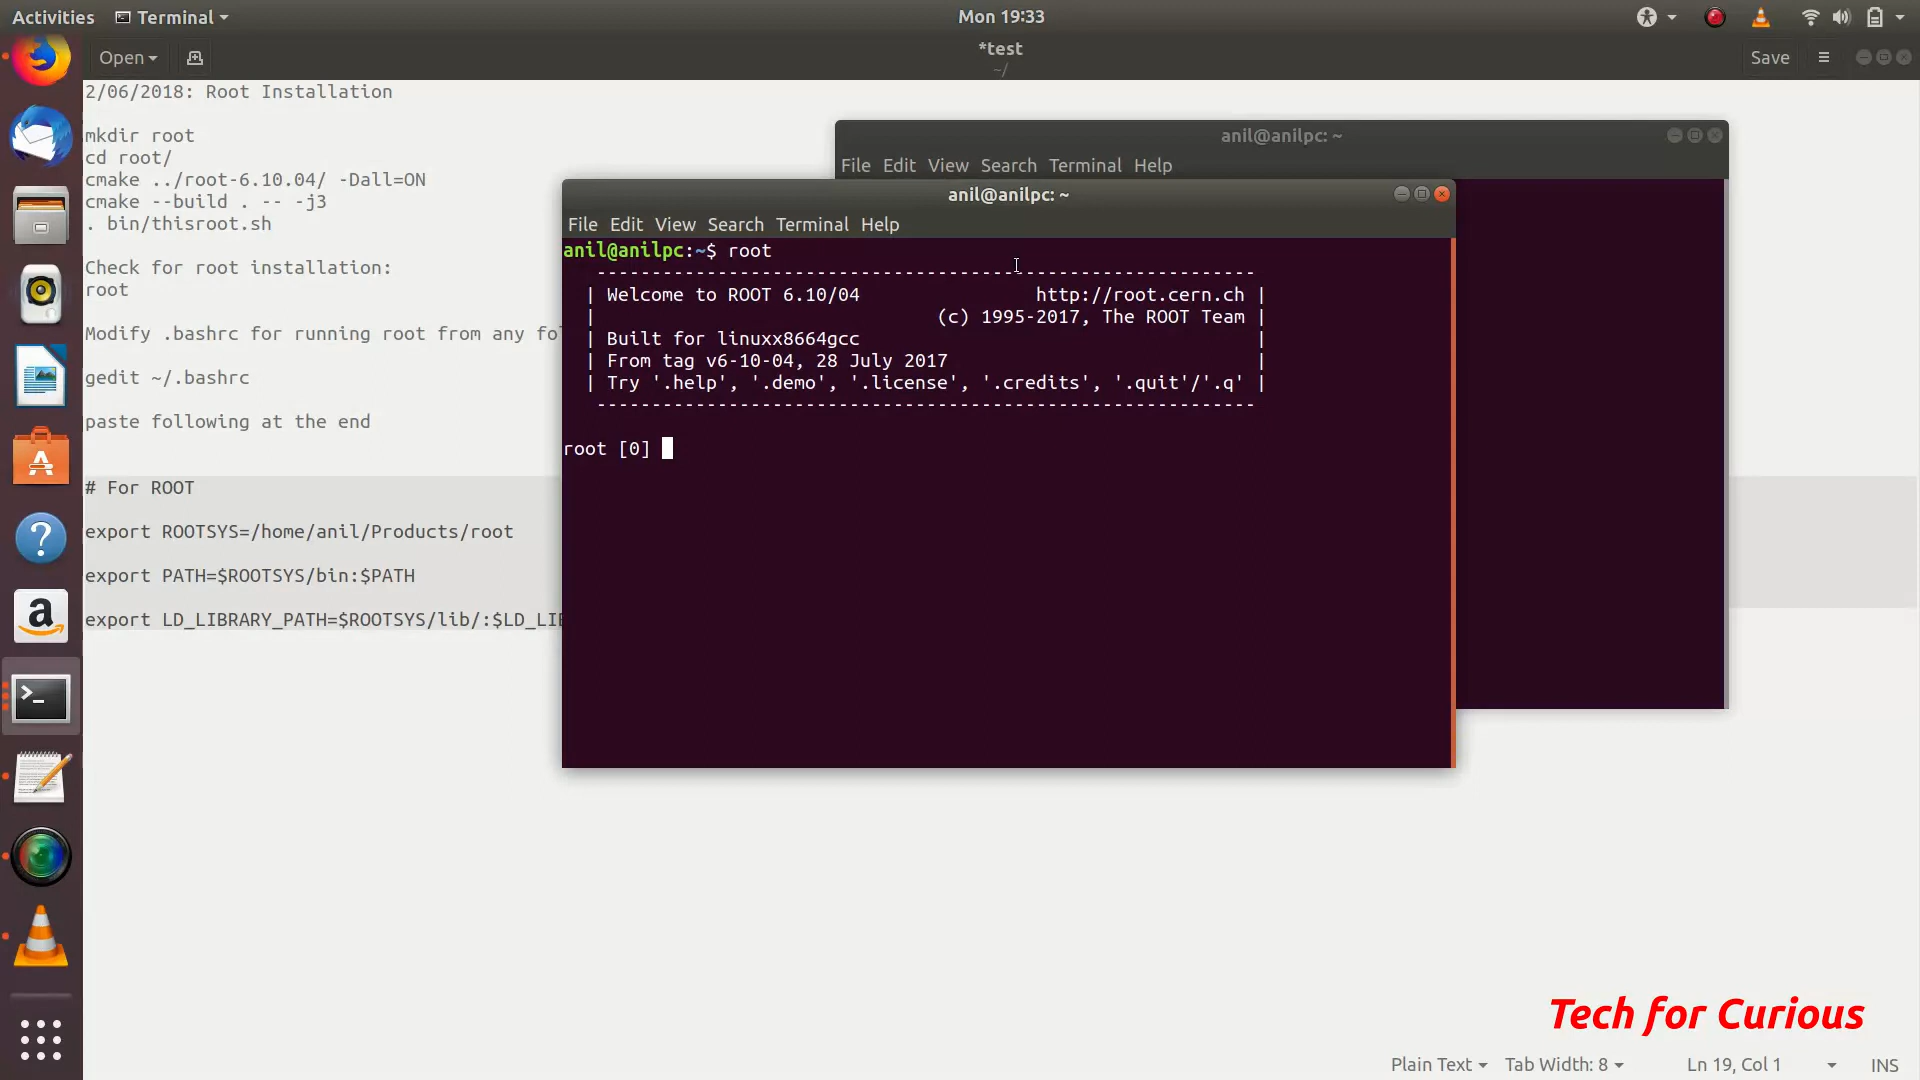 Activities Terminal Mon 19:33
Open *test Save
~/
2/06/2018: Root Installation
mkdir root
cd root/
cmake ../root-6.10.04/ -Dall=ON
cmake --build . -- -j3
. bin/thisroot.sh
Check for root installation:
root
Modify .bashrc for running root from any fol
gedit ~/.bashrc
paste following at the end
# For ROOT
export ROOTSYS=/home/anil/Products/root
export PATH=$ROOTSYS/bin:$PATH
export LD_LIBRARY_PATH=$ROOTSYS/lib/:$LD_LIB
anil@anilpc: ~
File Edit View Search Terminal Help
anil@anilpc: ~
File Edit View Search Terminal Help
anil@anilpc:~$ root
------------------------------------------------------------
| Welcome to ROOT 6.10/04                http://root.cern.ch |
|                               (c) 1995-2017, The ROOT Team |
| Built for linuxx8664gcc                                    |
| From tag v6-10-04, 28 July 2017                            |
| Try '.help', '.demo', '.license', '.credits', '.quit'/'.q' |
------------------------------------------------------------
root [0]
Tech for Curious
Plain Text Tab Width: 8 Ln 19, Col 1 INS